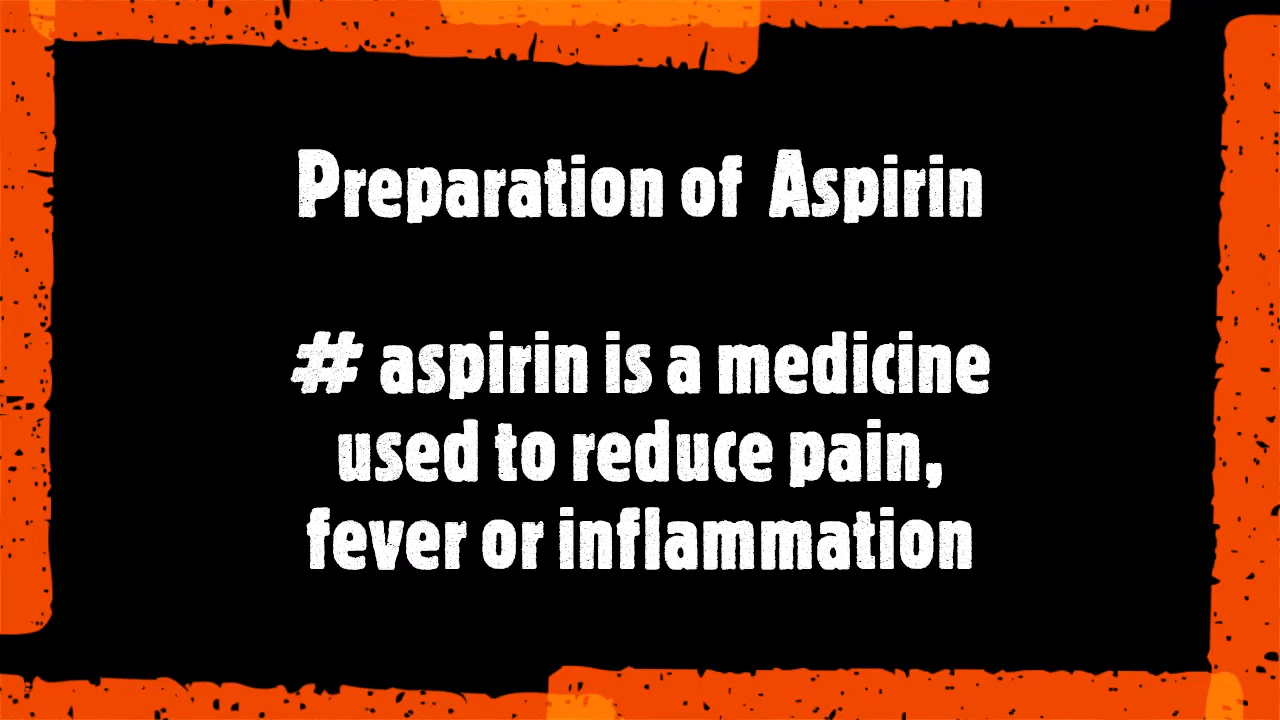 Preparation of Aspirin
# aspirin is a medicine
used to reduce pain,
fever or inflammation